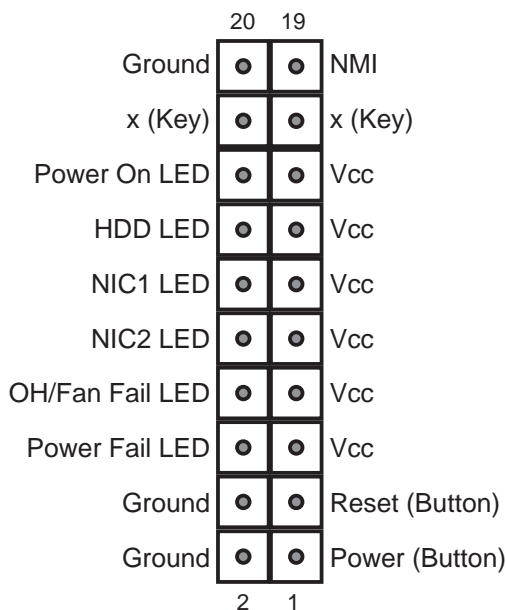 20 19
Ground NMI
x (Key) x (Key)
Power On LED Vcc
HDD LED Vcc
NIC1 LED Vcc
NIC2 LED Vcc
OH/Fan Fail LED Vcc
Power Fail LED Vcc
Ground Reset (Button)
Ground Power (Button)
2 1